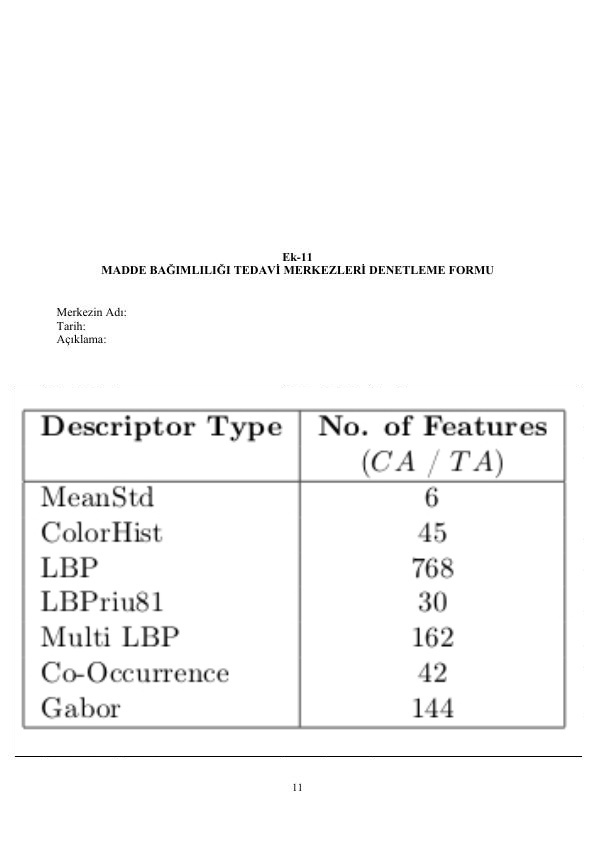 Ek-11
MADDE BAĞIMLILIĞI TEDAVİ MERKEZLERİ DENETLEME FORMU
Merkezin Adı:
Tarih:
Açıklama:
Descriptor Type No. of Features
(CA / TA)
MeanStd 6
ColorHist 45
LBP 768
LBPriu81 30
Multi LBP 162
Co-Occurrence 42
Gabor 144
11